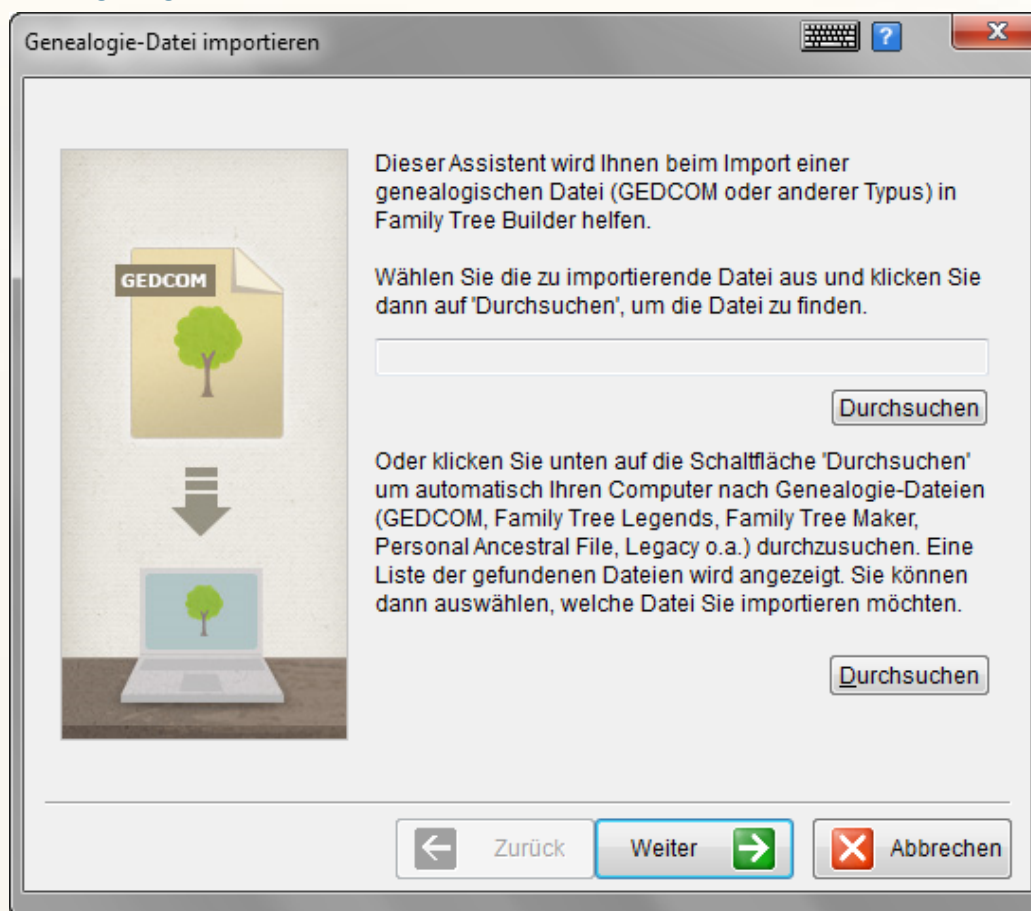 Genealogie-Datei importieren
?
X
Dieser Assistent wird Ihnen beim Import einer
genealogischen Datei (GEDCOM oder anderer Typus) in
Family Tree Builder helfen.
GEDCOM
Wählen Sie die zu importierende Datei aus und klicken Sie
dann auf 'Durchsuchen', um die Datei zu finden.
Durchsuchen
Oder klicken Sie unten auf die Schaltfläche 'Durchsuchen'
um automatisch Ihren Computer nach Genealogie-Dateien
(GEDCOM, Family Tree Legends, Family Tree Maker,
Personal Ancestral File, Legacy o.a.) durchzusuchen. Eine
Liste der gefundenen Dateien wird angezeigt. Sie können
dann auswählen, welche Datei Sie importieren möchten.
Durchsuchen
Zurück
Weiter
Abbrechen